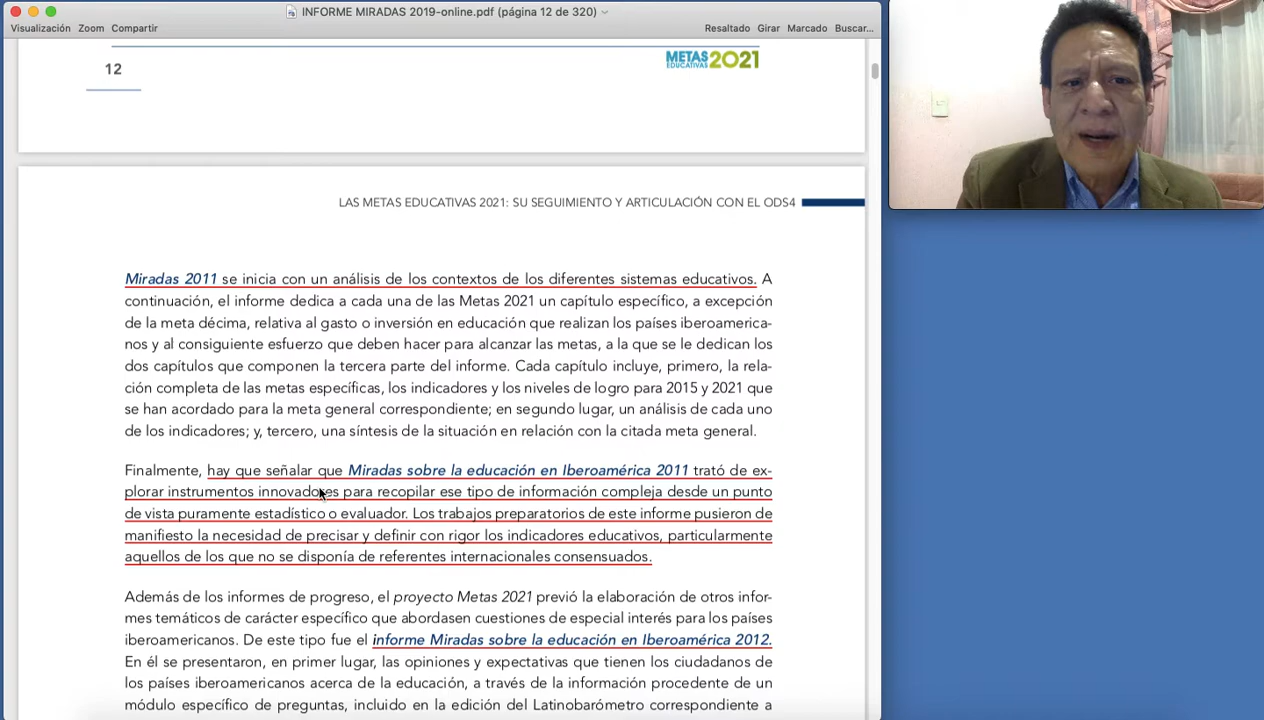 INFORME MIRADAS 2019-online.pdf (página 12 de 320)
Visualización Zoom Compartir Resaltado Girar Marcado Buscar...
12
METAS EDUCATIVAS 2021
LAS METAS EDUCATIVAS 2021: SU SEGUIMIENTO Y ARTICULACIÓN CON EL ODS4
Miradas 2011 se inicia con un análisis de los contextos de los diferentes sistemas educativos. A
continuación, el informe dedica a cada una de las Metas 2021 un capítulo específico, a excepción
de la meta décima, relativa al gasto o inversión en educación que realizan los países iberoamerica-
nos y al consiguiente esfuerzo que deben hacer para alcanzar las metas, a la que se le dedican los
dos capítulos que componen la tercera parte del informe. Cada capítulo incluye, primero, la rela-
ción completa de las metas específicas, los indicadores y los niveles de logro para 2015 y 2021 que
se han acordado para la meta general correspondiente; en segundo lugar, un análisis de cada uno
de los indicadores; y, tercero, una síntesis de la situación en relación con la citada meta general.
Finalmente, hay que señalar que Miradas sobre la educación en Iberoamérica 2011 trató de ex-
plorar instrumentos innovadores para recopilar ese tipo de información compleja desde un punto
de vista puramente estadístico o evaluador. Los trabajos preparatorios de este informe pusieron de
manifiesto la necesidad de precisar y definir con rigor los indicadores educativos, particularmente
aquellos de los que no se disponía de referentes internacionales consensuados.
Además de los informes de progreso, el proyecto Metas 2021 previó la elaboración de otros infor-
mes temáticos de carácter específico que abordasen cuestiones de especial interés para los países
iberoamericanos. De este tipo fue el informe Miradas sobre la educación en Iberoamérica 2012.
En él se presentaron, en primer lugar, las opiniones y expectativas que tienen los ciudadanos de
los países iberoamericanos acerca de la educación, a través de la información procedente de un
módulo específico de preguntas, incluido en la edición del Latinobarómetro correspondiente a